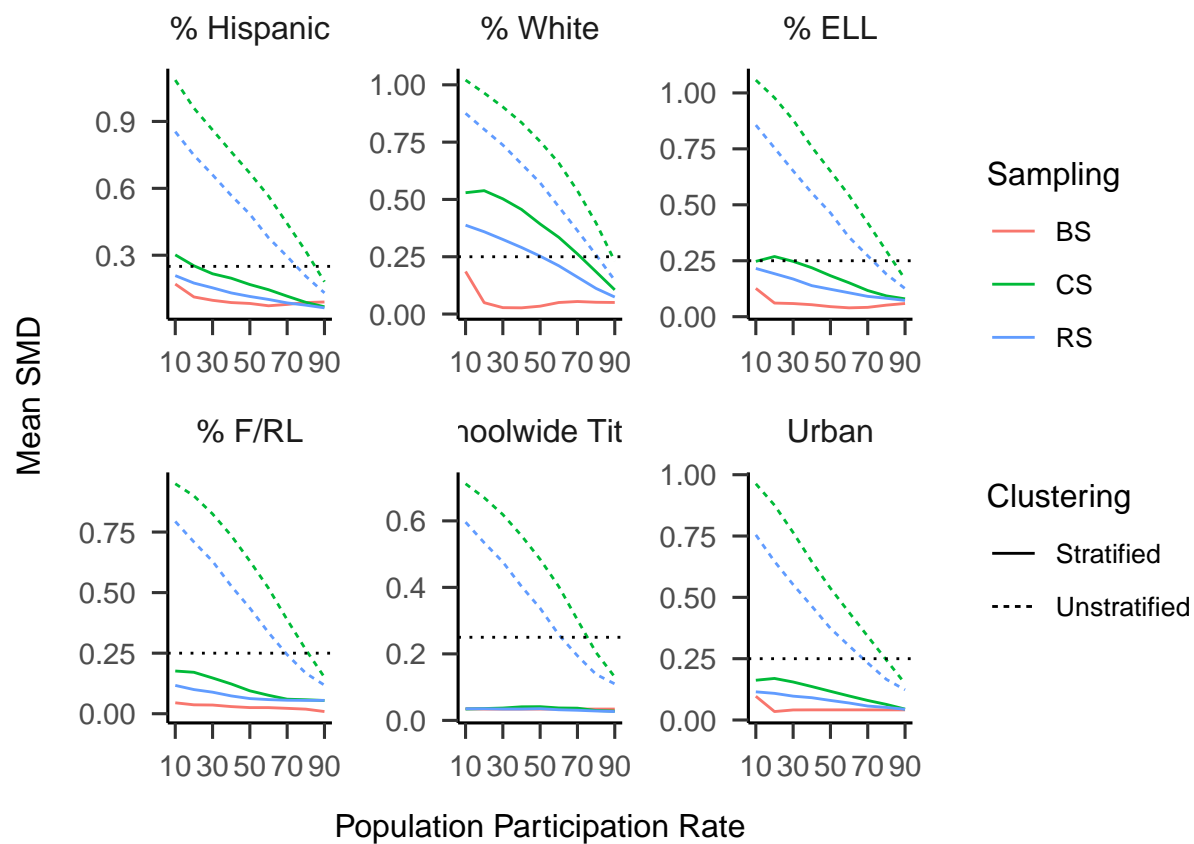 % Hispanic % White % ELL
0.9
0.6
0.3
1.00
0.75
0.50
0.25
0.00
1.00
0.75
0.50
0.25
0.00
10 30 50 70 90 10 30 50 70 90 10 30 50 70 90
Mean SMD
% F/RL hoolwide Tit Urban
0.75
0.50
0.25
0.00
0.6
0.4
0.2
0.0
1.00
0.75
0.50
0.25
0.00
10 30 50 70 90 10 30 50 70 90 10 30 50 70 90
Population Participation Rate
Sampling
BS
CS
RS
Clustering
Stratified
Unstratified